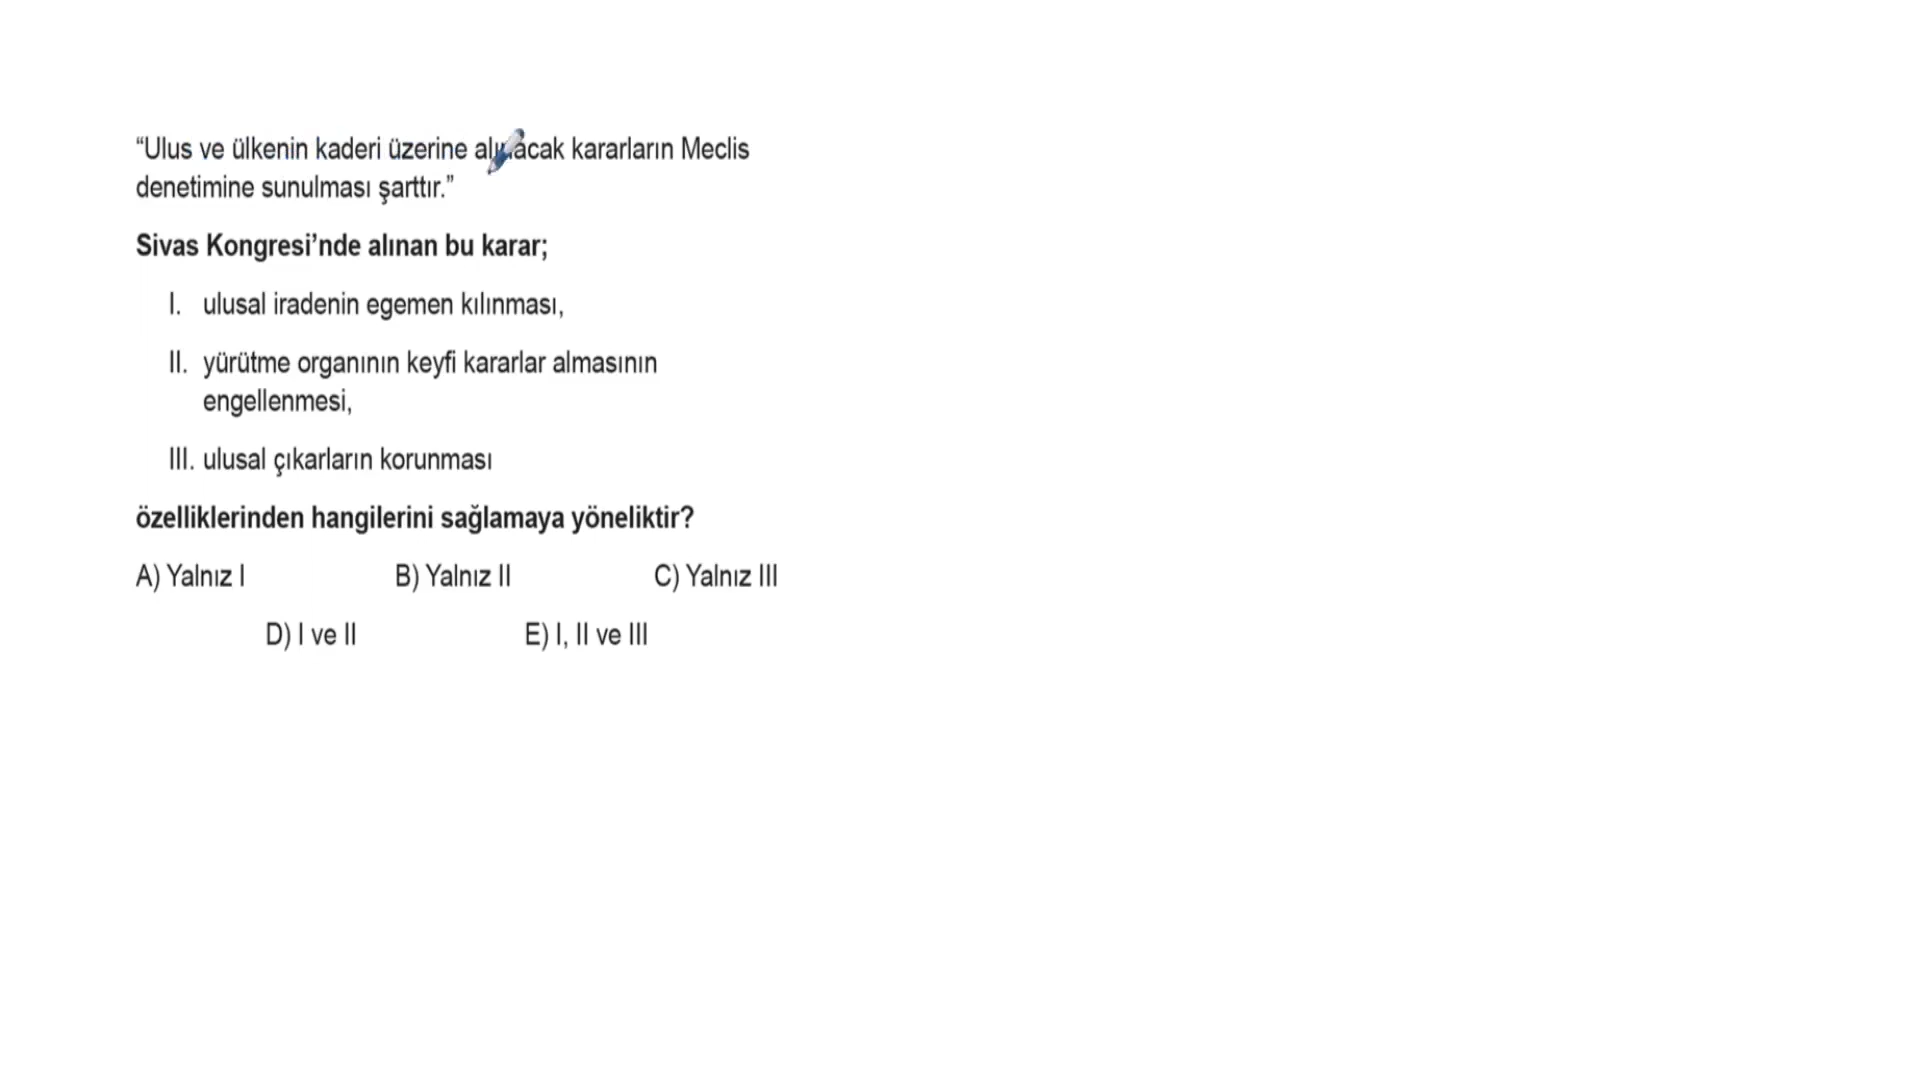 “Ulus ve ülkenin kaderi üzerine alınacak kararların Meclis
denetimine sunulması şarttır.”
Sivas Kongresi’nde alınan bu karar;
I. ulusal iradenin egemen kılınması,
II. yürütme organının keyfi kararlar almasının
engellenmesi,
III. ulusal çıkarların korunması
özelliklerinden hangilerini sağlamaya yöneliktir?
A) Yalnız I B) Yalnız II C) Yalnız III
D) I ve II E) I, II ve III